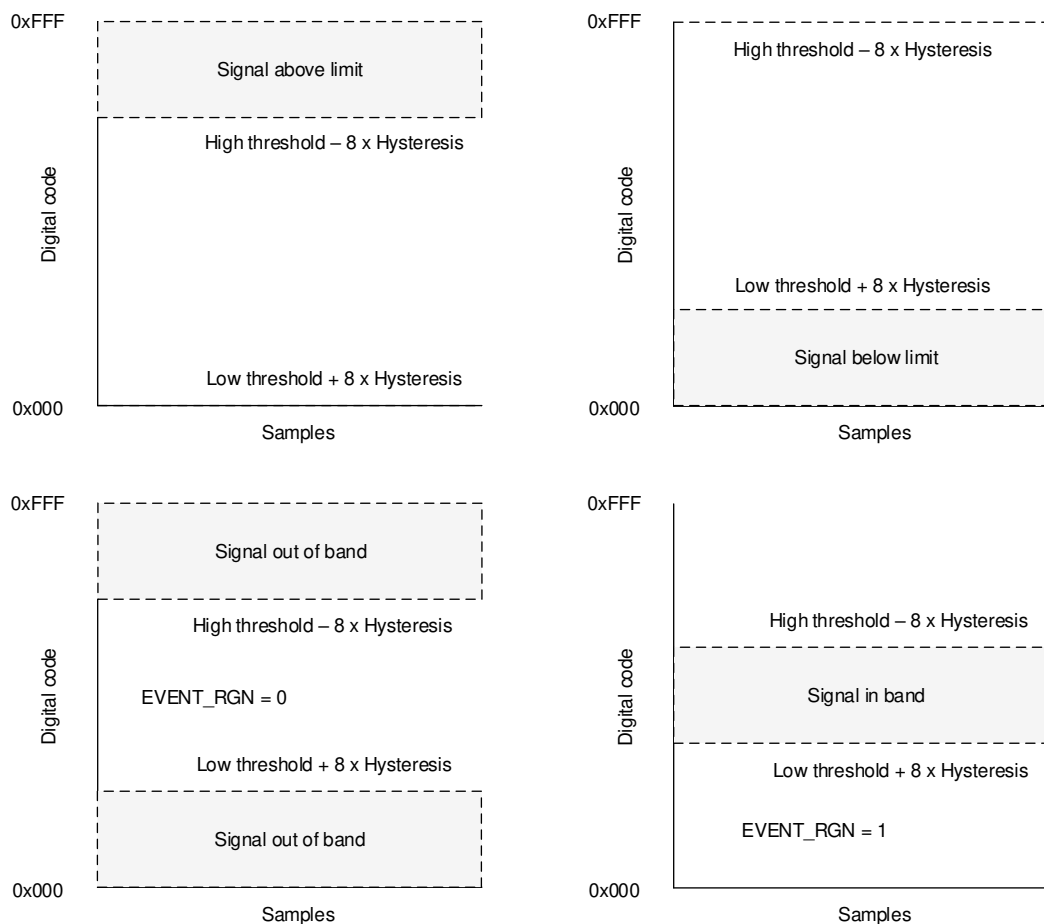 0xFFF
Signal above limit
High threshold – 8 x Hysteresis
Digital code
Low threshold + 8 x Hysteresis
0x000
Samples
High threshold – 8 x Hysteresis
Digital code
Low threshold + 8 x Hysteresis
Signal below limit
0x000
Samples
0xFFF
0xFFF
Signal out of band
High threshold – 8 x Hysteresis
Digital code
EVENT_RGN = 0
Low threshold + 8 x Hysteresis
Signal out of band
0x000
Samples
0xFFF
High threshold – 8 x Hysteresis
Digital code
Signal in band
Low threshold + 8 x Hysteresis
EVENT_RGN = 1
0x000
Samples